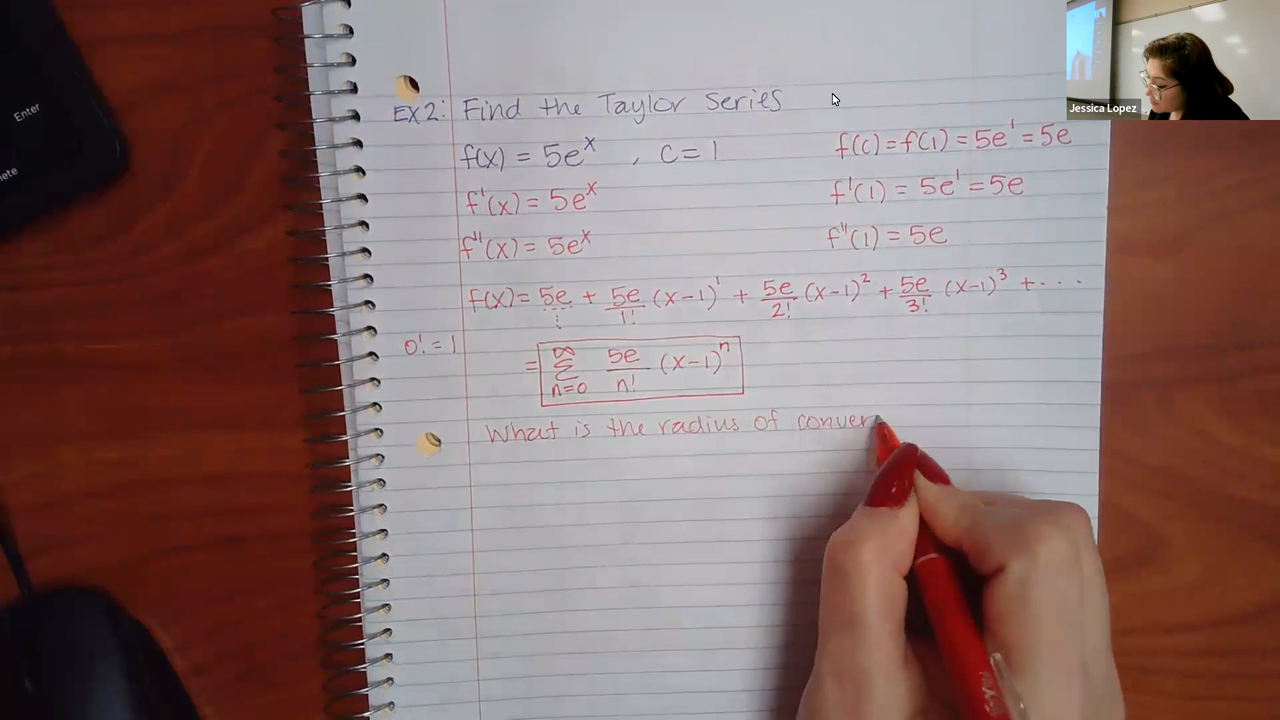 Enter
lete
Jessica Lopez
EX2: Find the Taylor series
f(x) = 5e^x , c = 1
f(c) = f(1) = 5e^1 = 5e
f'(x) = 5e^x
f'(1) = 5e^1 = 5e
f"(x) = 5e^x
f"(1) = 5e
f(x) = 5e + 5e/1! (x-1)^1 + 5e/2! (x-1)^2 + 5e/3! (x-1)^3 + ...
0! = 1
= ∞ Σ n=0 5e/n! (x-1)^n
What is the radius of conver